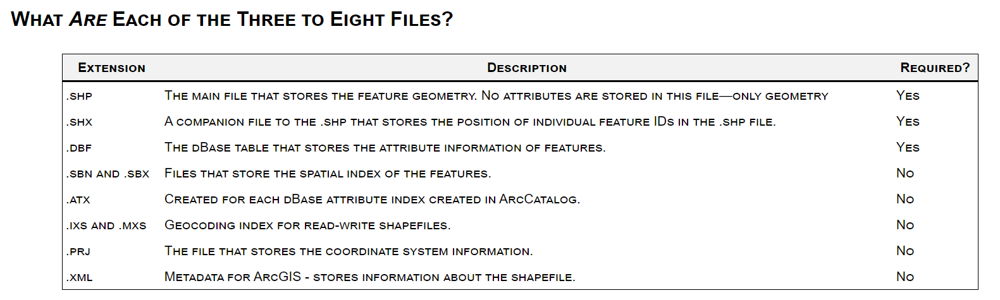 What Are Each of the Three to Eight Files?
Extension Description Required?
.shp The main file that stores the feature geometry. No attributes are stored in this file—only geometry Yes
.shx A companion file to the .shp that stores the position of individual feature IDs in the .shp file. Yes
.dbf The dBase table that stores the attribute information of features. Yes
.sbn and .sbx Files that store the spatial index of the features. No
.atx Created for each dBase attribute index created in ArcCatalog. No
.ixs and .mxs Geocoding index for read-write shapefiles. No
.prj The file that stores the coordinate system information. No
.xml Metadata for ArcGIS - stores information about the shapefile. No